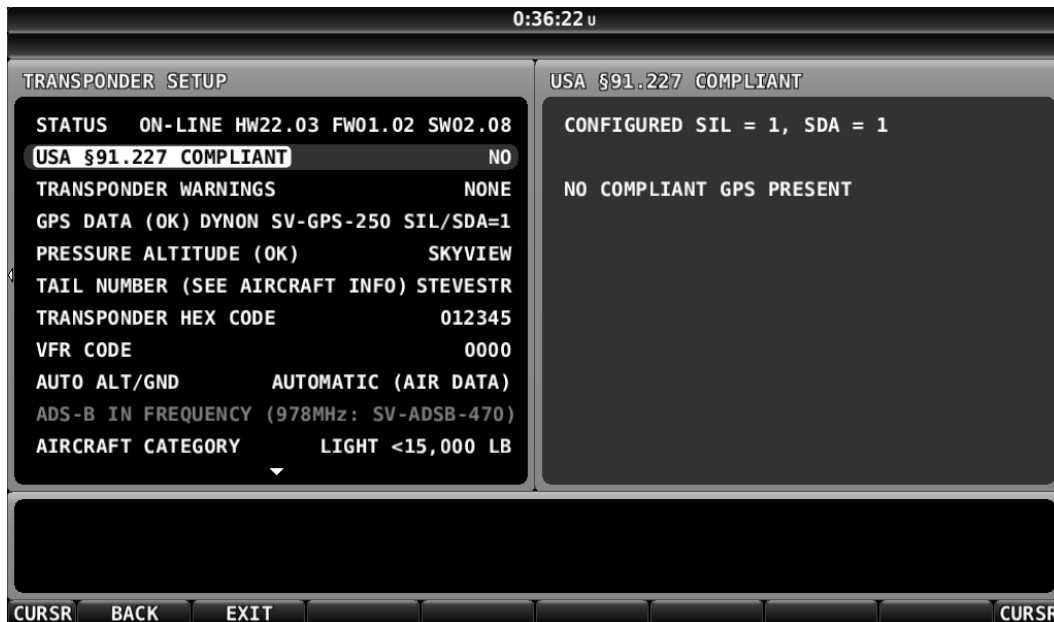 0:36:22 U
TRANSPONDER SETUP
STATUS ON-LINE HW22.03 FW01.02 SW02.08
USA §91.227 COMPLIANT NO
TRANSPONDER WARNINGS NONE
GPS DATA (OK) DYNON SV-GPS-250 SIL/SDA=1
PRESSURE ALTITUDE (OK) SKYVIEW
TAIL NUMBER (SEE AIRCRAFT INFO) STEVESTR
TRANSPONDER HEX CODE 012345
VFR CODE 0000
AUTO ALT/GND AUTOMATIC (AIR DATA)
ADS-B IN FREQUENCY (978MHz: SV-ADSB-470)
AIRCRAFT CATEGORY LIGHT <15,000 LB
USA §91.227 COMPLIANT
CONFIGURED SIL = 1, SDA = 1
NO COMPLIANT GPS PRESENT
CURSR BACK EXIT CURSR